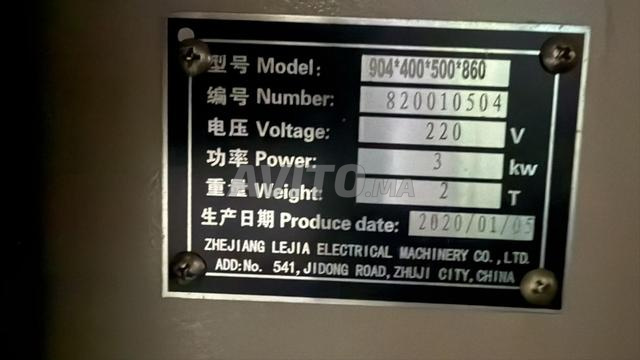 型号 Model: 904*400*500*860
编号 Number: 820010504
电压 Voltage: 220 V
功率 Power: 3 kw
重量 Weight: 2 T
AVITO.MA
生产日期 Produce date: 2020/01/05
ZHEJIANG LEJIA ELECTRICAL MACHINERY CO.,LTD.
ADD:No. 541,JIDONG ROAD,ZHUJI CITY,CHINA